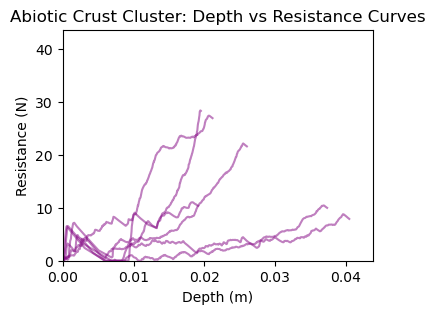 Abiotic Crust Cluster: Depth vs Resistance Curves
40
30
20
10
0
Resistance (N)
0.00 0.01 0.02 0.03 0.04
Depth (m)